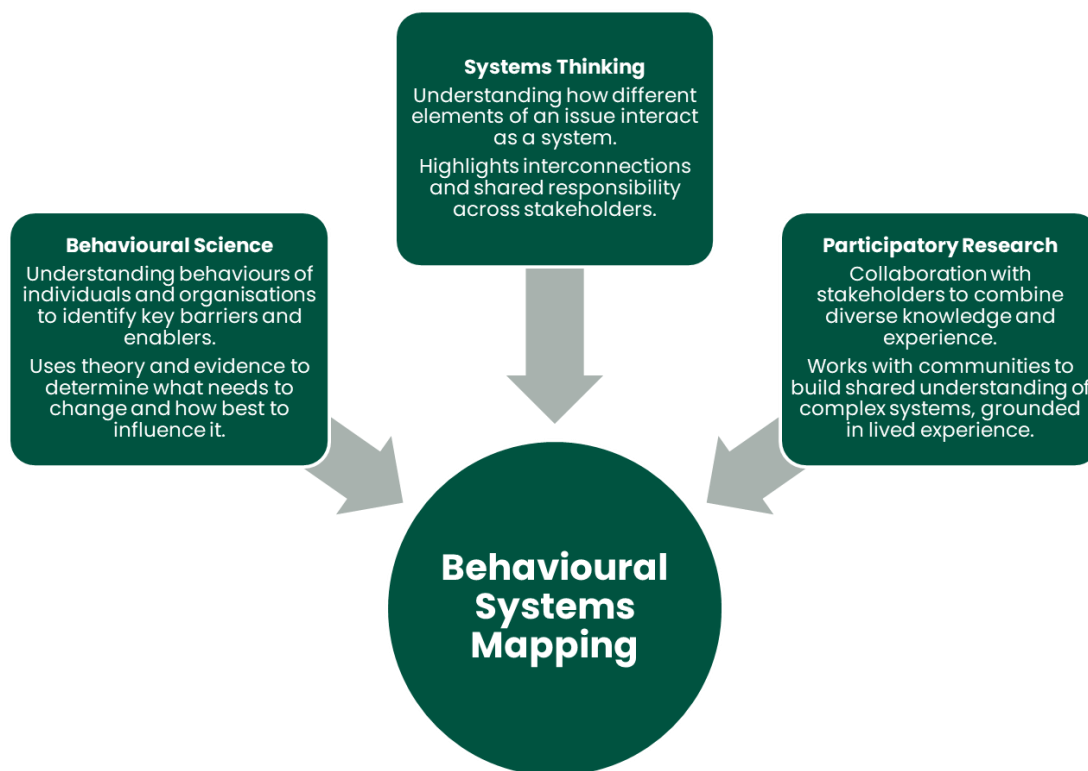 Systems Thinking
Understanding how different
elements of an issue interact
as a system.
Highlights interconnections
and shared responsibility
across stakeholders.
Behavioural Science
Understanding behaviours of
individuals and organisations
to identify key barriers and
enablers.
Uses theory and evidence to
determine what needs to
change and how best to
influence it.
Participatory Research
Collaboration with
stakeholders to combine
diverse knowledge and
experience.
Works with communities to
build shared understanding of
complex systems, grounded
in lived experience.
Behavioural
Systems
Mapping